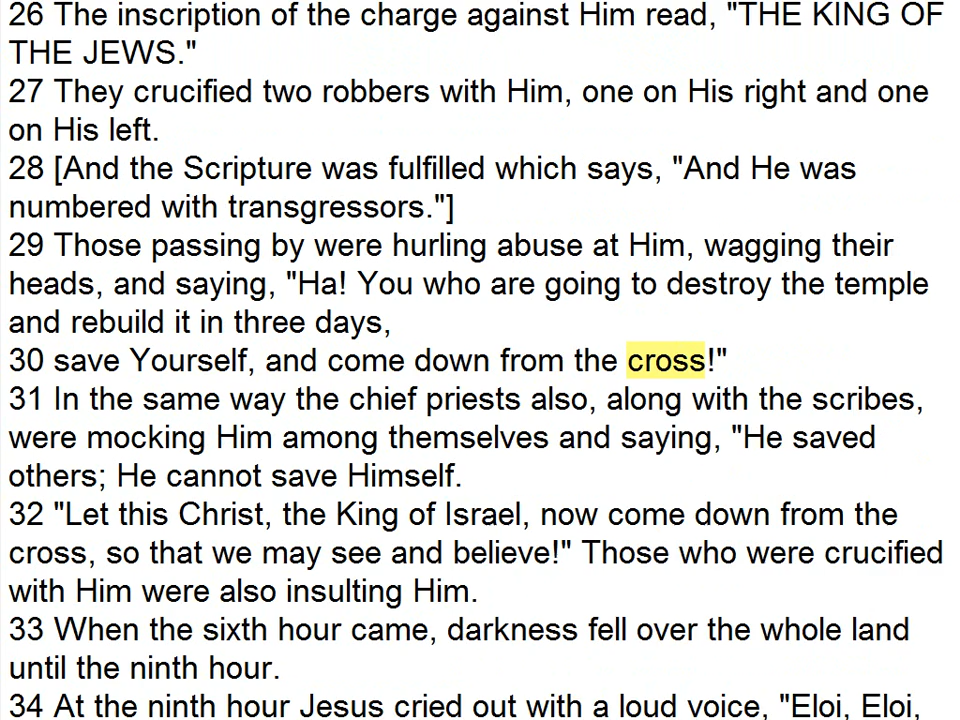 26 The inscription of the charge against Him read, "THE KING OF
THE JEWS."
27 They crucified two robbers with Him, one on His right and one
on His left.
28 [And the Scripture was fulfilled which says, "And He was
numbered with transgressors."]
29 Those passing by were hurling abuse at Him, wagging their
heads, and saying, "Ha! You who are going to destroy the temple
and rebuild it in three days,
30 save Yourself, and come down from the cross!"
31 In the same way the chief priests also, along with the scribes,
were mocking Him among themselves and saying, "He saved
others; He cannot save Himself.
32 "Let this Christ, the King of Israel, now come down from the
cross, so that we may see and believe!" Those who were crucified
with Him were also insulting Him.
33 When the sixth hour came, darkness fell over the whole land
until the ninth hour.
34 At the ninth hour Jesus cried out with a loud voice, "Eloi, Eloi,